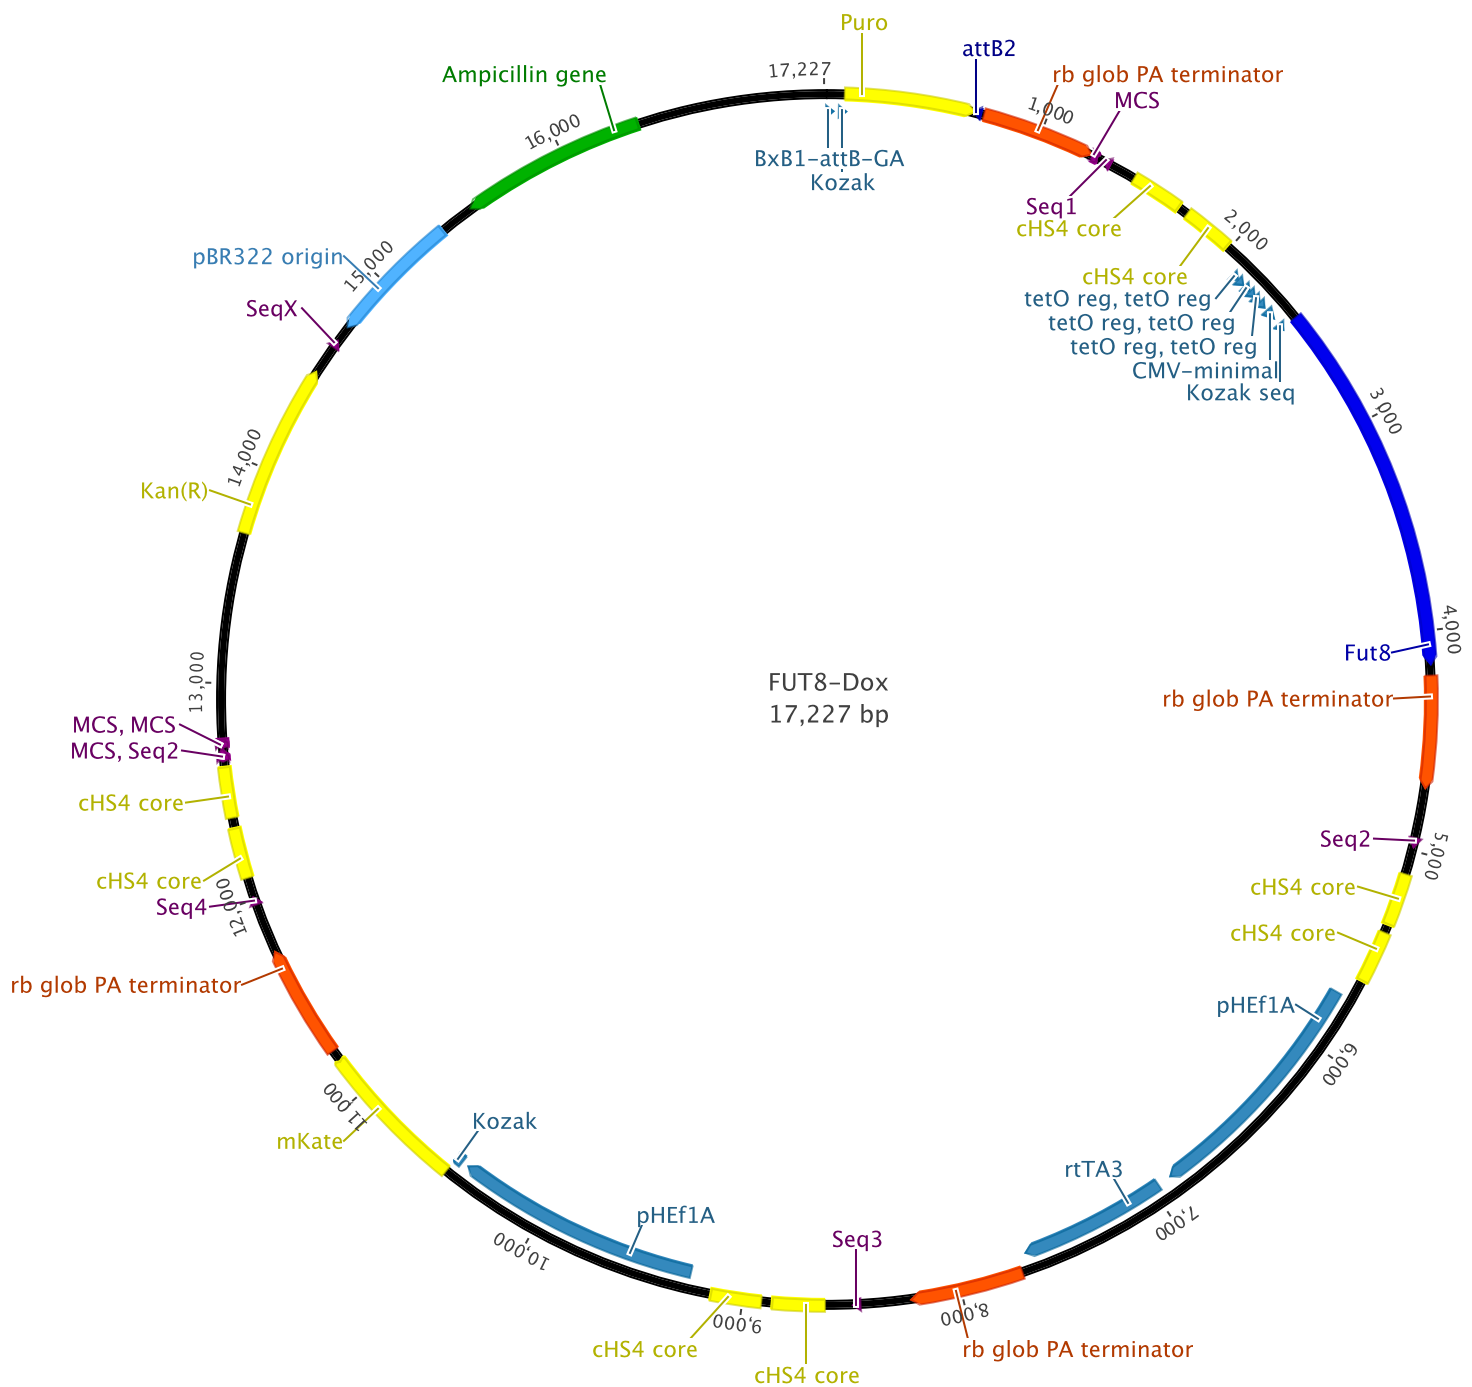 Puro
attB2
17,227
Ampicillin gene
rb glob PA terminator
1,000
MCS
16,000
BxB1-attB-GA
Kozak
Seq1
cHS4 core
2,000
pBR322 origin
15,000
cHS4 core
SeqX
tetO reg, tetO reg
tetO reg, tetO reg
tetO reg, tetO reg
CMV-minimal
Kozak seq
3,000
14,000
Kan(R)
4,000
Fut8
13,000
FUT8-Dox
17,227 bp
rb glob PA terminator
MCS, MCS
MCS, Seq2
cHS4 core
Seq2
5,000
cHS4 core
cHS4 core
12,000
Seq4
cHS4 core
rb glob PA terminator
pHEf1A
6,000
11,000
mKate
Kozak
rtTA3
pHEf1A
7,000
Seq3
10,000
8,000
9,000
cHS4 core
rb glob PA terminator
cHS4 core